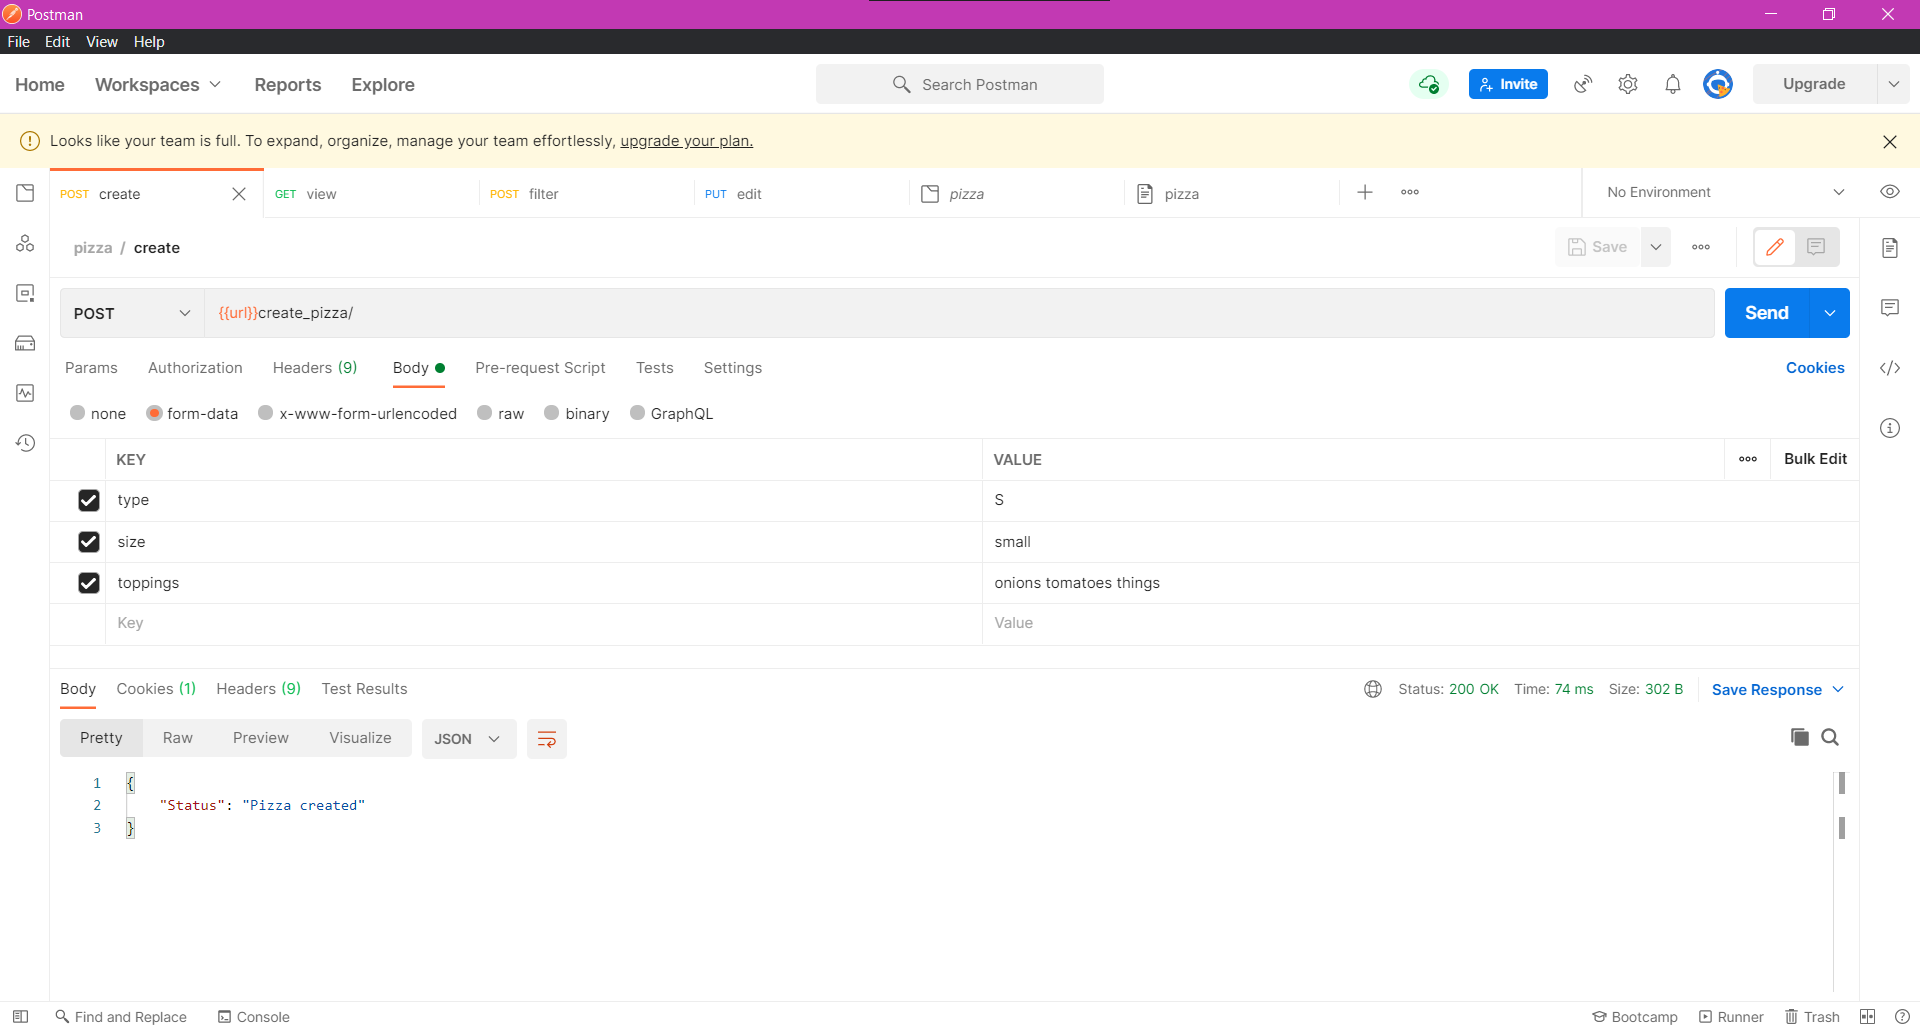 Postman
File Edit View Help
Home Workspaces Reports Explore Search Postman Invite Upgrade
Looks like your team is full. To expand, organize, manage your team effortlessly, upgrade your plan.
POST create GET view POST filter PUT edit pizza pizza No Environment
pizza / create Save
POST {{url}}create_pizza/ Send
Params Authorization Headers (9) Body Pre-request Script Tests Settings Cookies
none form-data x-www-form-urlencoded raw binary GraphQL
KEY VALUE Bulk Edit
type S
size small
toppings onions tomatoes things
Key Value
Body Cookies (1) Headers (9) Test Results Status: 200 OK Time: 74 ms Size: 302 B Save Response
Pretty Raw Preview Visualize JSON
1 {
2 "Status": "Pizza created"
3 }
Find and Replace Console Bootcamp Runner Trash